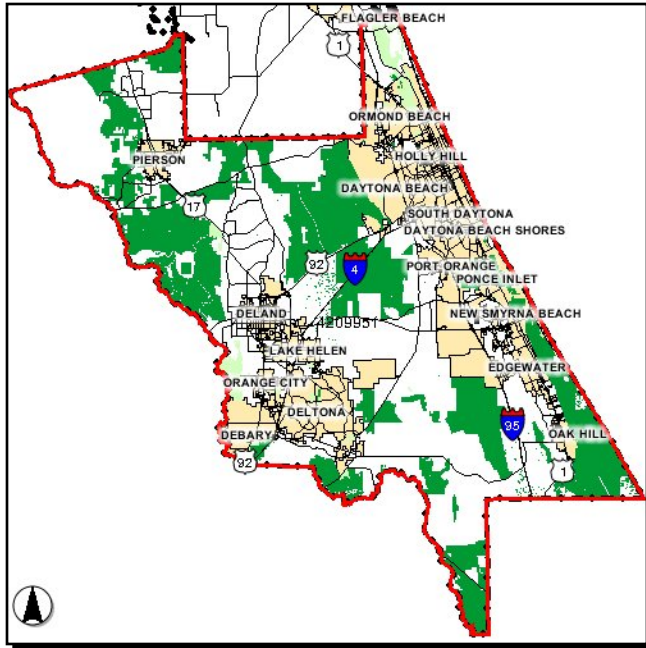 FLAGLER BEACH
1
ORMOND BEACH
HOLLY HILL
PIERSON
DAYTONA BEACH
17
SOUTH DAYTONA
DAYTONA BEACH SHORES
92
4
PORT ORANGE
PONCE INLET
DELAND
4209951
NEW SMYRNA BEACH
LAKE HELEN
EDGEWATER
ORANGE CITY
DELTONA
95
DEBARY
OAK HILL
92
1